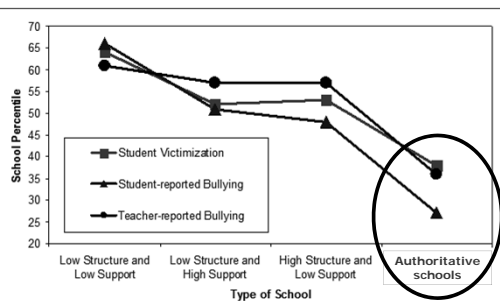 70
65
60
55
50
45
40
35
30
25
20
School Percentile
Student Victimization
Student-reported Bullying
Teacher-reported Bullying
Low Structure and
Low Support
Low Structure and
High Support
High Structure and
Low Support
Authoritative
schools
Type of School